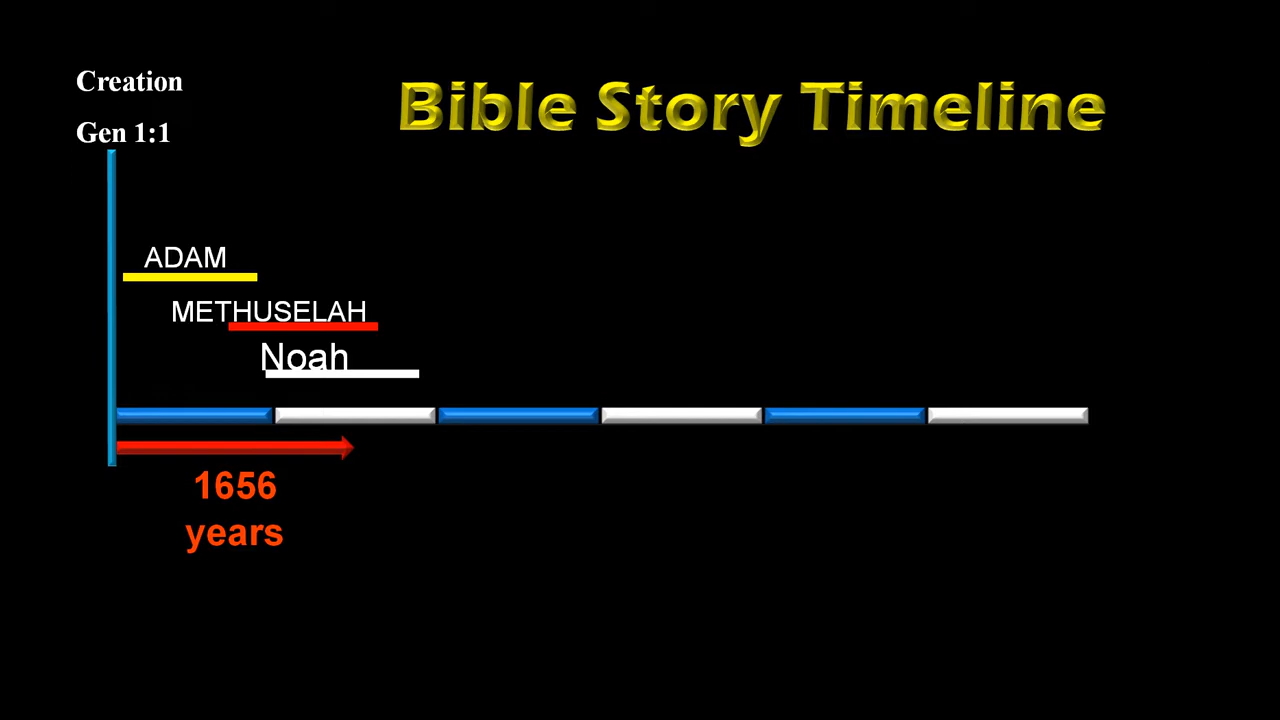 Creation
Gen 1:1
Bible Story Timeline
ADAM
METHUSELAH
Noah
1656
years